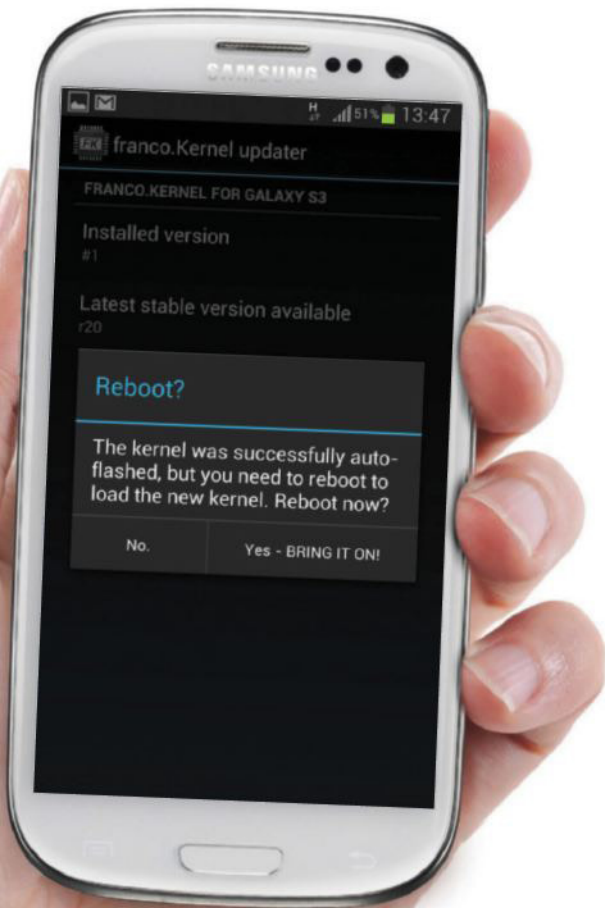 SAMSUNG
H 51% 13:47
FK franco.Kernel updater
FRANCO.KERNEL FOR GALAXY S3
Installed version
#1
Latest stable version available
r20
Reboot?
The kernel was successfully auto-
flashed, but you need to reboot to
load the new kernel. Reboot now?
No. Yes - BRING IT ON!